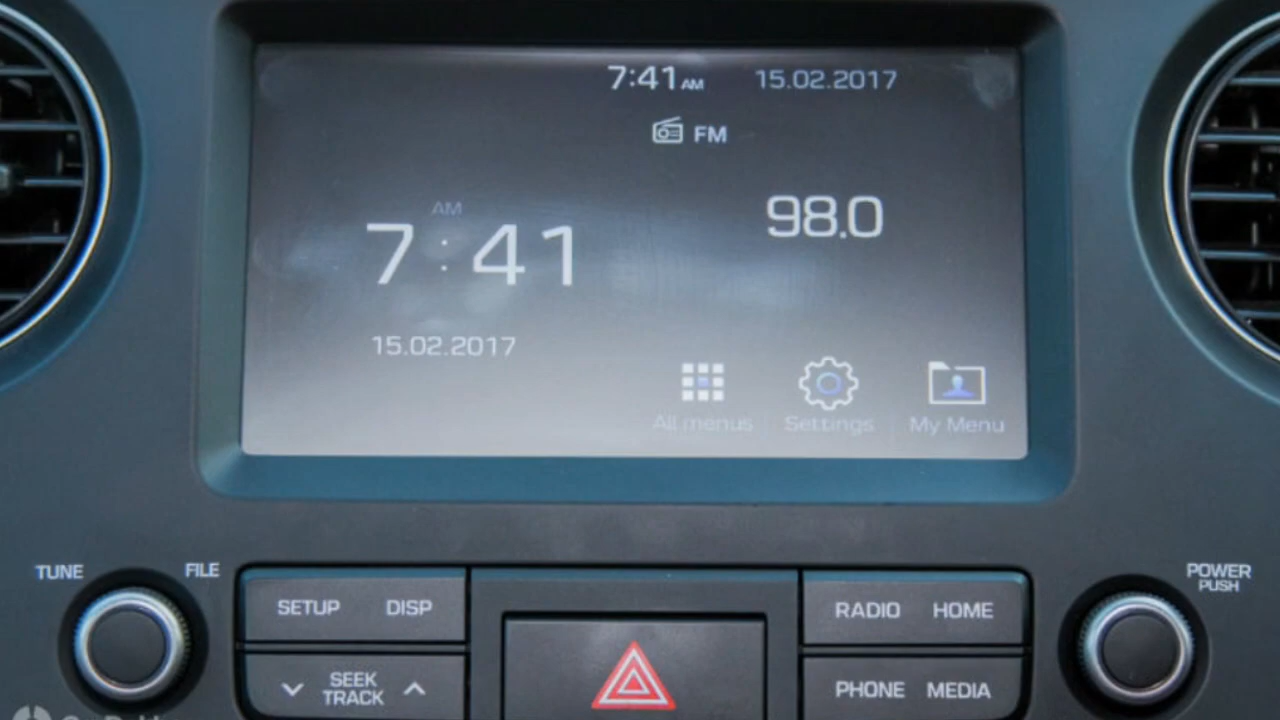 7:41 AM 15.02.2017
FM
AM
7:41
98.0
15.02.2017
All menus Settings My Menu
TUNE FILE
POWER
PUSH
SETUP DISP
RADIO HOME
SEEK
TRACK
PHONE MEDIA